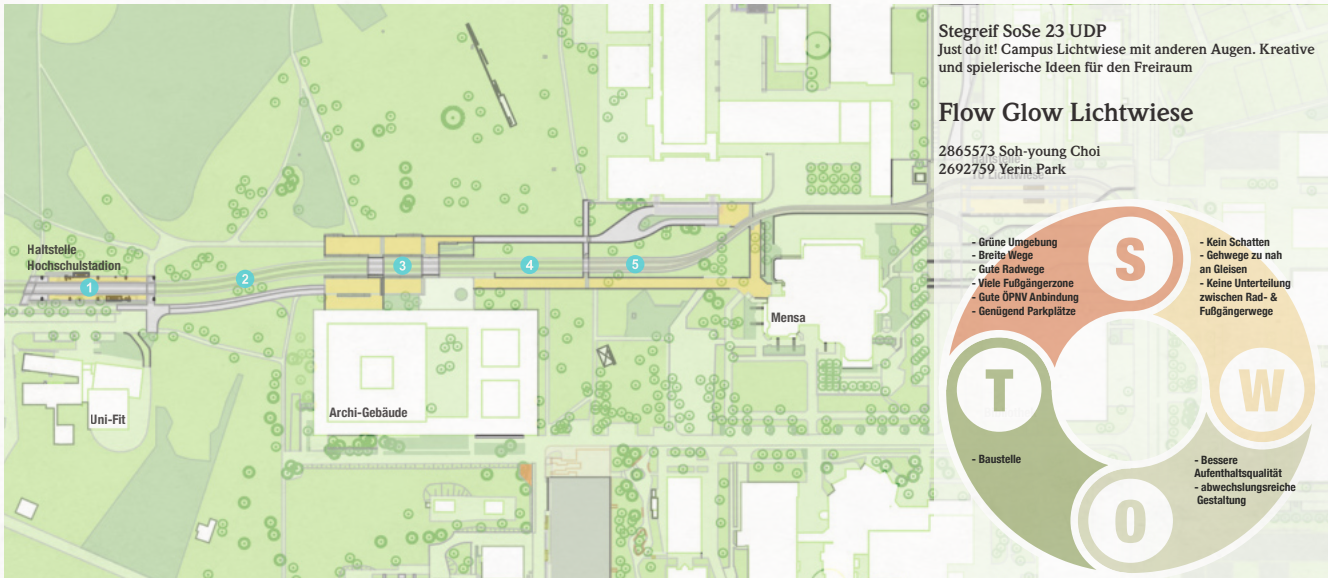 Stegreif SoSe 23 UDP
Just do it! Campus Lichtwiese mit anderen Augen. Kreative
und spielerische Ideen für den Freiraum
Flow Glow Lichtwiese
2865573 Soh-young Choi
2692759 Yerin Park
Haltstelle
TU Lichtwiese
Haltstelle
Hochschulstadion
1
2
3
4
5
Mensa
Archi-Gebäude
Uni-Fit
S
- Grüne Umgebung
- Breite Wege
- Gute Radwege
- Viele Fußgängerzone
- Gute ÖPNV Anbindung
- Genügend Parkplätze
W
- Kein Schatten
- Gehwege zu nah
an Gleisen
- Keine Unterteilung
zwischen Rad- &
Fußgängerwege
T
- Baustelle
O
- Bessere
Aufenthaltsqualität
- abwechslungsreiche
Gestaltung